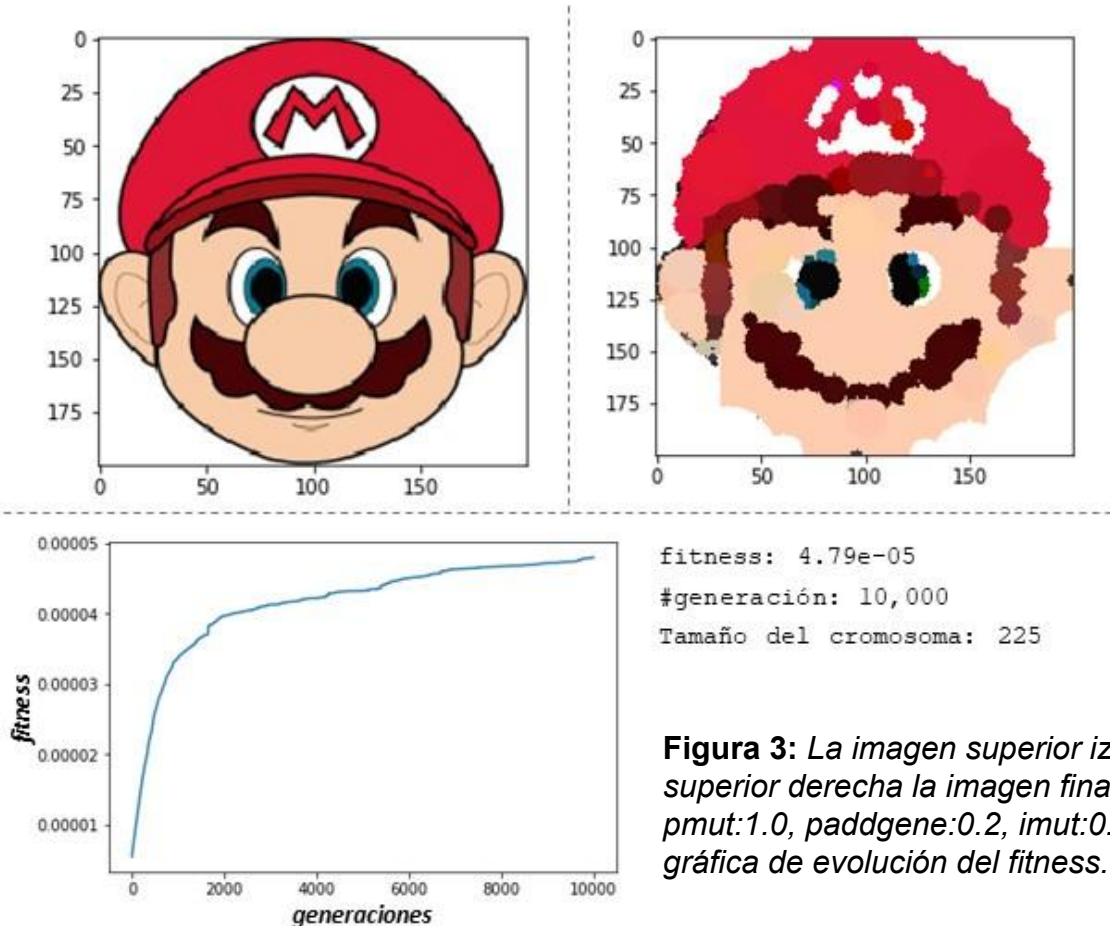 0
25
50
75
100
125
150
175
0 50 100 150
M
0
25
50
75
100
125
150
175
0 50 100 150
0.00005
0.00004
0.00003
0.00002
0.00001
fitness
0 2000 4000 6000 8000 10000
generaciones
fitness: 4.79e-05
#generación: 10,000
Tamaño del cromosoma: 225
Figura 3: La imagen superior iz
superior derecha la imagen fina
pmut:1.0, paddgene:0.2, imut:0.
gráfica de evolución del fitness.